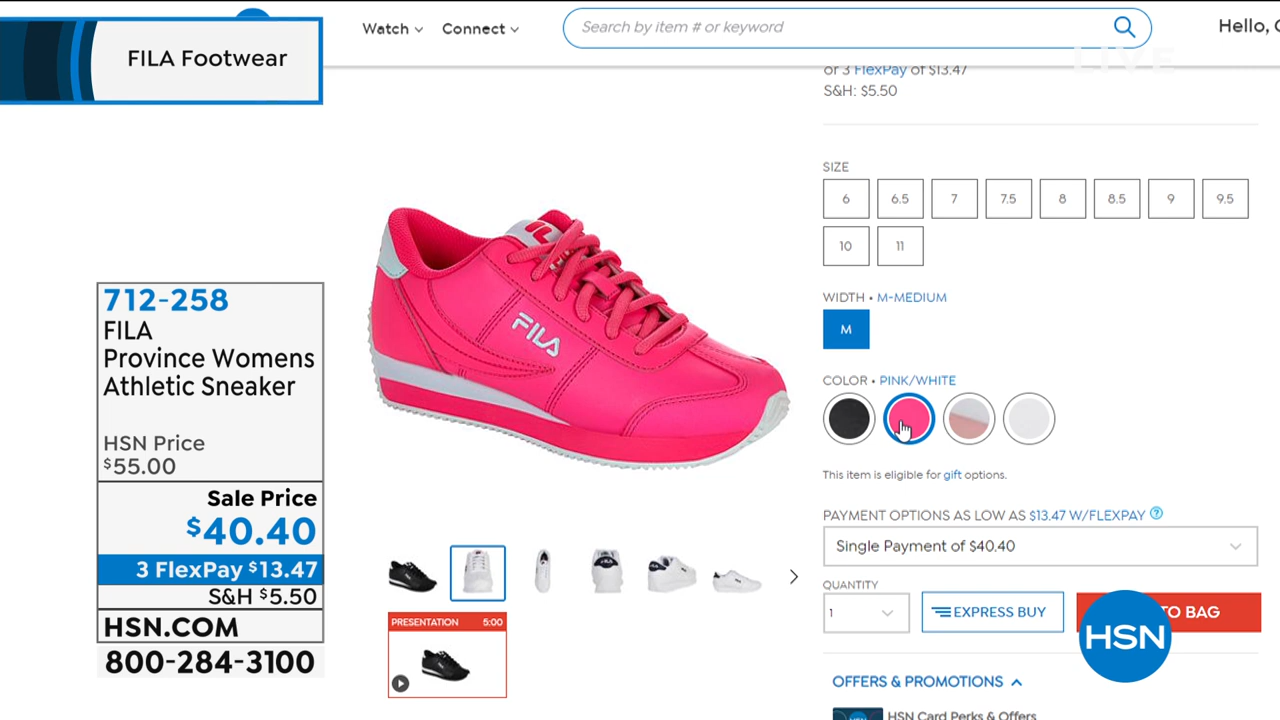 Watch
Connect
Search by item # or keyword
Hello,
FILA Footwear
LIVE
or 3 FlexPay of $13.47
S&H: $5.50
SIZE
6
6.5
7
7.5
8
8.5
9
9.5
10
11
WIDTH • M-MEDIUM
M
COLOR • PINK/WHITE
This item is eligible for gift options.
PAYMENT OPTIONS AS LOW AS $13.47 W/FLEXPAY ?
Single Payment of $40.40
QUANTITY
1
EXPRESS BUY
TO BAG
HSN
OFFERS & PROMOTIONS
HSN Card Perks & Offers
FILA
712-258
FILA
Province Womens
Athletic Sneaker
HSN Price
$55.00
Sale Price
$40.40
3 FlexPay $13.47
S&H $5.50
HSN.COM
800-284-3100
PRESENTATION 5:00